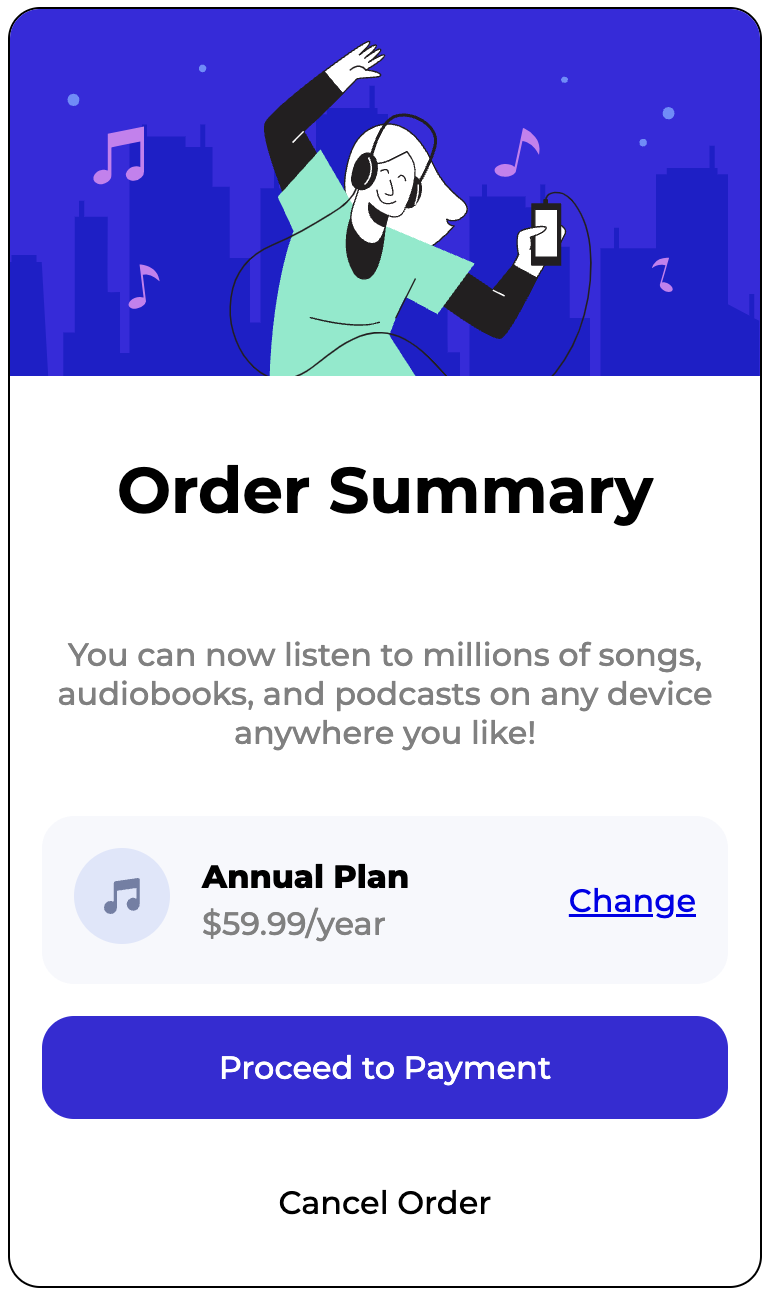 Order Summary
You can now listen to millions of songs,
audiobooks, and podcasts on any device
anywhere you like!
Annual Plan
$59.99/year
Change
Proceed to Payment
Cancel Order